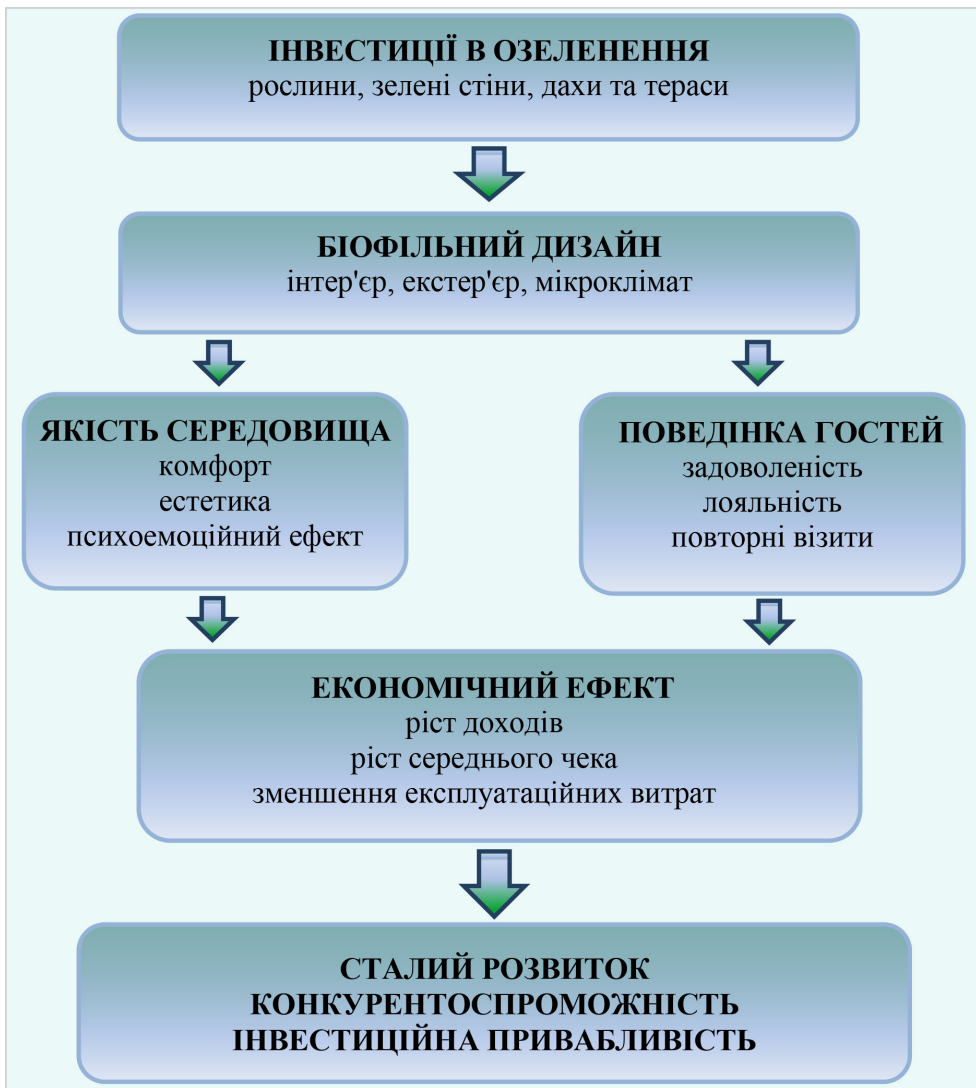 ІНВЕСТИЦІЇ В ОЗЕЛЕНЕННЯ
рослини, зелені стіни, дахи та тераси
БІОФІЛЬНИЙ ДИЗАЙН
інтер'єр, екстер'єр, мікроклімат
ЯКІСТЬ СЕРЕДОВИЩА
комфорт
естетика
психоемоційний ефект
ПОВЕДІНКА ГОСТЕЙ
задоволеність
лояльність
повторні візити
ЕКОНОМІЧНИЙ ЕФЕКТ
ріст доходів
ріст середнього чека
зменшення експлуатаційних витрат
СТАЛИЙ РОЗВИТОК
КОНКУРЕНТОСПРОМОЖНІСТЬ
ІНВЕСТИЦІЙНА ПРИВАБЛИВІСТЬ